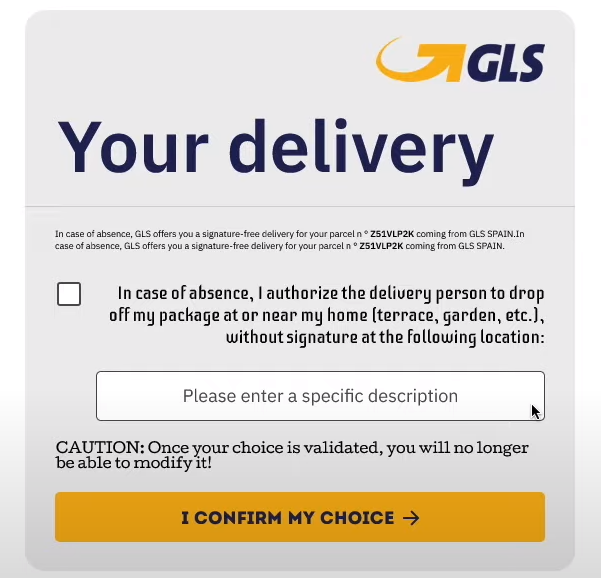 GLS
Your delivery
In case of absence, GLS offers you a signature-free delivery for your parcel n ° Z51VLP2K coming from GLS SPAIN.In
case of absence, GLS offers you a signature-free delivery for your parcel n ° Z51VLP2K coming from GLS SPAIN.
In case of absence, I authorize the delivery person to drop
off my package at or near my home (terrace, garden, etc.),
without signature at the following location:
Please enter a specific description
CAUTION: Once your choice is validated, you will no longer
be able to modify it!
I CONFIRM MY CHOICE →